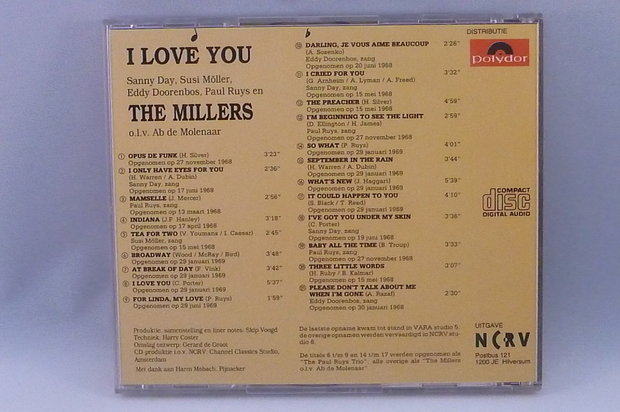 I LOVE YOU
Sanny Day, Susi Möller,
Eddy Doorenbos, Paul Ruys en
THE MILLERS
o.l.v. Ab de Molenaar
1 OPUS DE FUNK (H. Silver) 3'23"
Opgenomen op 27 november 1968
2 I ONLY HAVE EYES FOR YOU 2'36"
(H. Warren / A. Dubin)
Sanny Day, zang
Opgenomen op 17 juni 1969
3 MAMSELLE (J. Mercer) 2'56"
Paul Ruys, zang
Opgenomen op 13 maart 1968
4 INDIANA (J.F. Hanley) 3'18"
Opgenomen op 17 april 1968
5 TEA FOR TWO (V. Youmans / I. Caesar) 2'45"
Susi Möller, zang
Opgenomen op 15 mei 1968
6 BROADWAY (Wood / McRay / Bird) 3'48"
Opgenomen op 29 januari 1969
7 AT BREAK OF DAY (F. Vink) 3'42"
Opgenomen op 29 januari 1969
8 I LOVE YOU (C. Porter) 5'37"
Opgenomen op 29 januari 1969
9 FOR LINDA, MY LOVE (P. Ruys) 1'59"
Opgenomen op 29 juni 1969
Produktie, samenstelling en liner notes: Skip Voogd
Techniek: Harry Coster
Omslag ontwerp: Gerard de Groot
CD-produktie i.o.v. NCRV: Channel Classics Studio,
Amsterdam
Met dank aan Harm Mobach; Pijnacker
10 DARLING, JE VOUS AIME BEAUCOUP 2'26"
(A. Sozenko)
Eddy Doorenbos, zang
Opgenomen op 20 juni 1968
11 I CRIED FOR YOU 3'32"
(G. Arnheim / A. Lyman / A. Freed)
Sanny Day, zang
Opgenomen op 15 mei 1968
12 THE PREACHER (H. Silver) 4'59"
Opgenomen op 15 mei 1968
13 I'M BEGINNING TO SEE THE LIGHT 2'59"
(D. Ellington / H. James)
Paul Ruys, zang
Opgenomen op 27 november 1968
14 SO WHAT (P. Ruys) 4'01"
Opgenomen op 29 januari 1969
15 SEPTEMBER IN THE RAIN 3'44"
(H. Warren / A. Dubin)
Opgenomen op 29 januari 1969
16 WHAT'S NEW (J. Haggart) 5'39"
Opgenomen op 29 januari 1969
17 IT COULD HAPPEN TO YOU 4'10"
(S. Black / T. Reed)
Opgenomen op 29 januari 1969
18 I'VE GOT YOU UNDER MY SKIN 3'36"
(C. Porter)
Sanny Day, zang
Opgenomen op 19 juni 1968
19 BABY ALL THE TIME (B. Troup) 3'33"
Paul Ruys, zang
Opgenomen op 27 november 1968
20 THREE LITTLE WORDS 3'07"
(H. Ruby / B. Kalmar)
Opgenomen op 15 mei 1968
21 PLEASE DON'T TALK ABOUT ME
WHEN I'M GONE (A. Razaf) 2'30"
Eddy Doorenbos, zang
Opgenomen op 30 januari 1968
De laatste opname kwam tot stand in VARA studio 5;
de andere opnamen werden vervaardigd in NCRV stu-
dio 2.
De titels 6 t/m 9 en 14 t/m 17 werden opgenomen als
"The Paul Ruys Trio", alle overige als "The Millers
o.l.v. Ab de Molenaar"
DISTRIBUTIE
polydor
COMPACT
disc
DIGITAL AUDIO
UITGAVE
NCRV
Postbus 121
1200 JE Hilversum